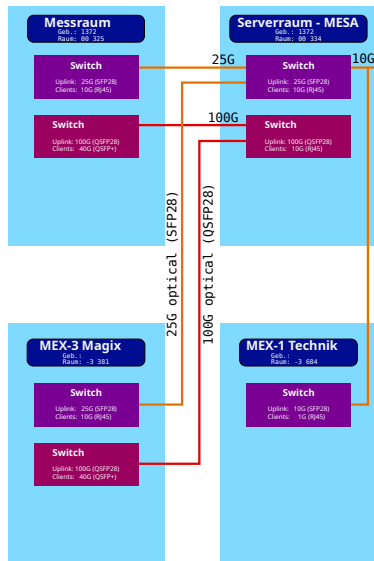 Messraum
Geb.: 1372
Raum: 00 325
Switch
Uplink: 25G (SFP28)
Clients: 10G (RJ45)
Switch
Uplink: 100G (QSFP28)
Clients: 40G (QSFP+)
25G
100G
Serverraum - MESA
Geb.: 1372
Raum: 00 334
Switch
Uplink: 25G (SFP28)
Clients: 10G (RJ45)
10G
Switch
Uplink: 100G (QSFP28)
Clients: 10G (RJ45)
25G optical (SFP28)
100G optical (QSFP28)
MEX-3 Magix
Geb.:
Raum: -3 381
Switch
Uplink: 25G (SFP28)
Clients: 10G (RJ45)
Switch
Uplink: 100G (QSFP28)
Clients: 40G (QSFP+)
MEX-1 Technik
Geb.:
Raum: -3 684
Switch
Uplink: 10G (SFP28)
Clients: 1G (RJ45)